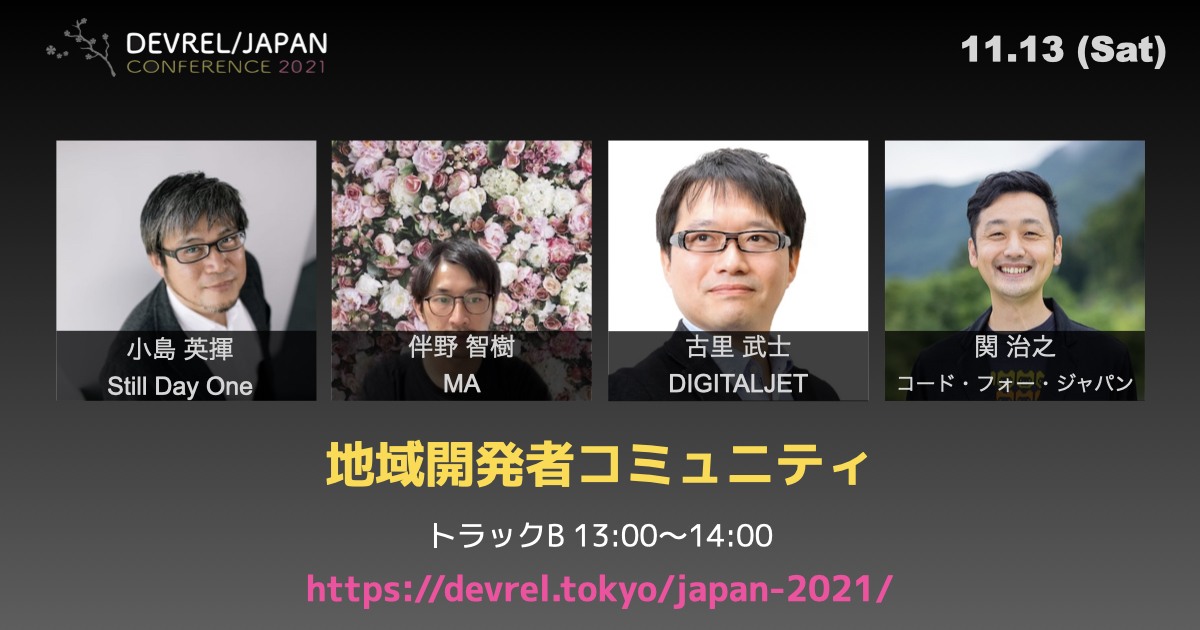 DEVREL/JAPAN
CONFERENCE 2021
11.13 (Sat)
小島 英揮
Still Day One
伴野 智樹
MA
古里 武士
DIGITALJET
関 治之
コード・フォー・ジャパン
地域開発者コミュニティ
トラックB 13:00〜14:00
https://devrel.tokyo/japan-2021/